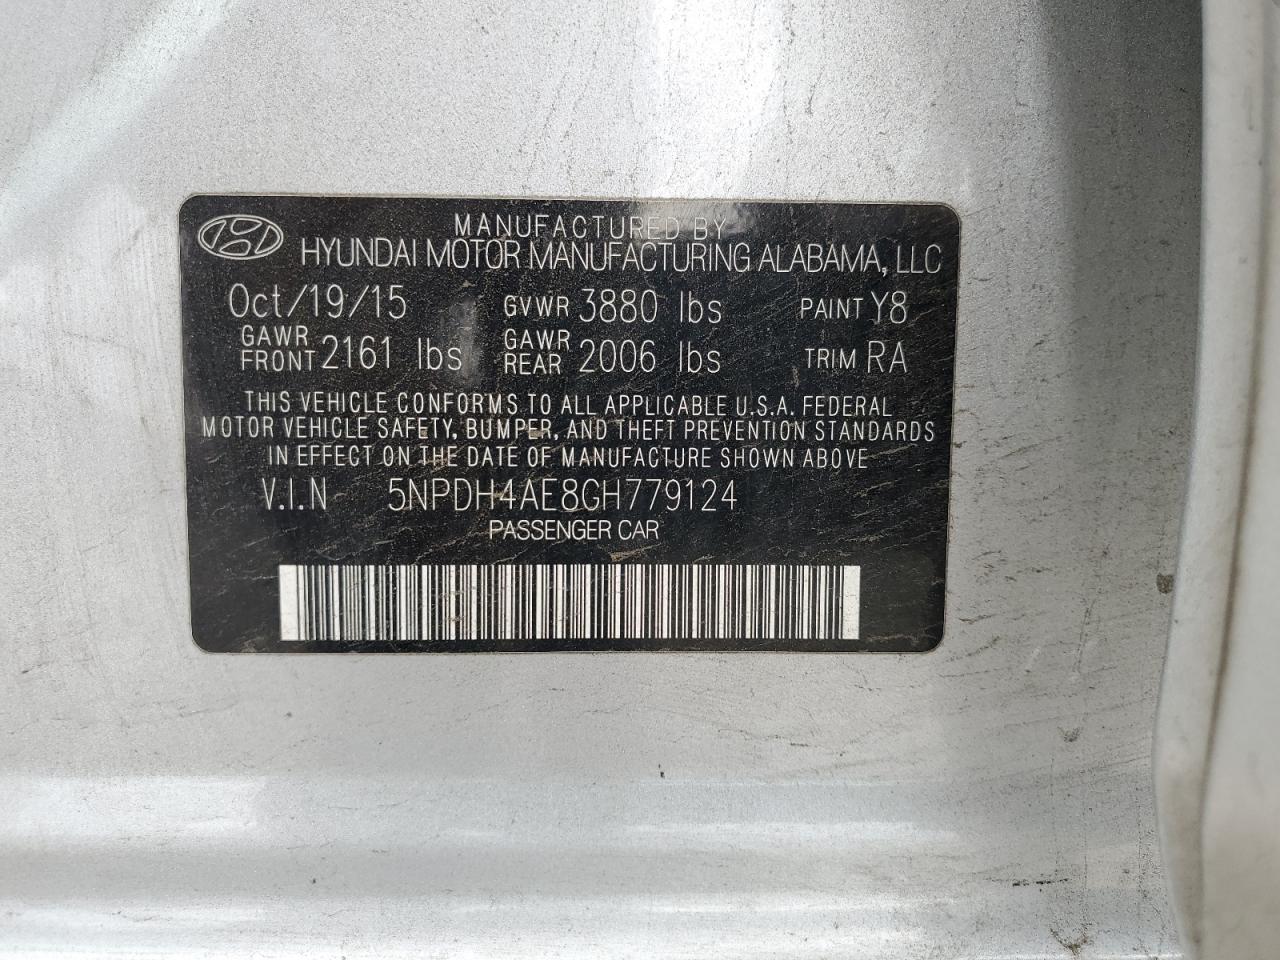 MANUFACTURED BY
HYUNDAI MOTOR MANUFACTURING ALABAMA, LLC
Oct/19/15 GVWR 3880 lbs PAINT Y8
GAWR FRONT 2161 lbs GAWR REAR 2006 lbs TRIM RA
THIS VEHICLE CONFORMS TO ALL APPLICABLE U.S.A. FEDERAL
MOTOR VEHICLE SAFETY, BUMPER, AND THEFT PREVENTION STANDARDS
IN EFFECT ON THE DATE OF MANUFACTURE SHOWN ABOVE
V.I.N 5NPDH4AE8GH779124
PASSENGER CAR